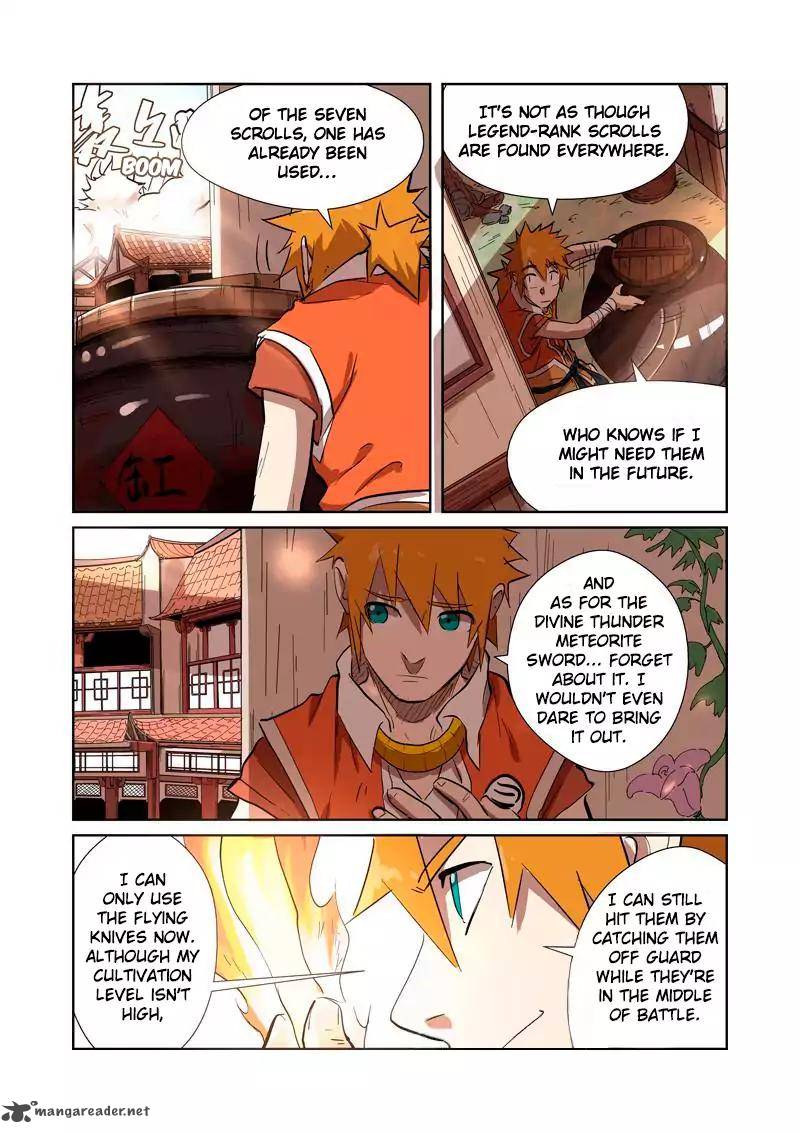 OF THE SEVEN
SCROLLS, ONE HAS
ALREADY BEEN
USED...
BOOM
缸
IT'S NOT AS THOUGH
LEGEND-RANK SCROLLS
ARE FOUND EVERYWHERE.
WHO KNOWS IF I
MIGHT NEED THEM
IN THE FUTURE.
AND
AS FOR THE
DIVINE THUNDER
METEORITE
SWORD... FORGET
ABOUT IT. I
WOULDN'T EVEN
DARE TO BRING
IT OUT.
I CAN
ONLY USE
THE FLYING
KNIVES NOW.
ALTHOUGH MY
CULTIVATION
LEVEL ISN'T
HIGH,
I CAN STILL
HIT THEM BY
CATCHING THEM
OFF GUARD
WHILE THEY'RE
IN THE MIDDLE
OF BATTLE.
mangareader.net